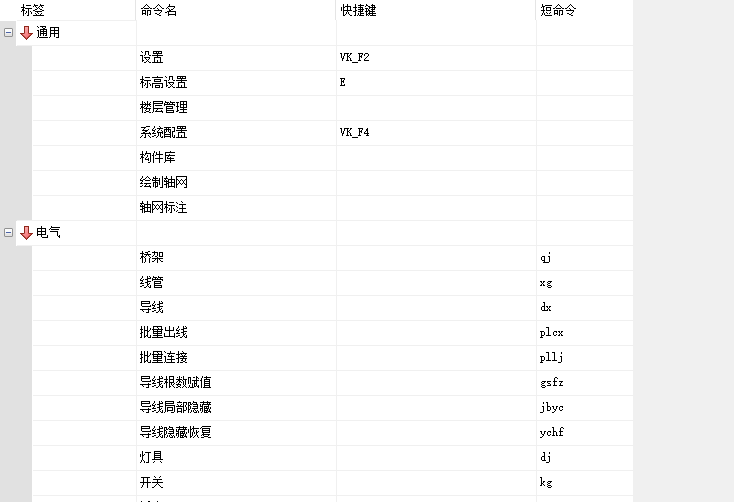 标签 命令名 快捷键 短命令
通用
设置 VK_F2
标高设置 E
楼层管理
系统配置 VK_F4
构件库
绘制轴网
轴网标注
电气
桥架 qj
线管 xg
导线 dx
批量出线 plcx
批量连接 pllj
导线根数赋值 gsfz
导线局部隐藏 jbyc
导线隐藏恢复 ychf
灯具 dj
开关 kg